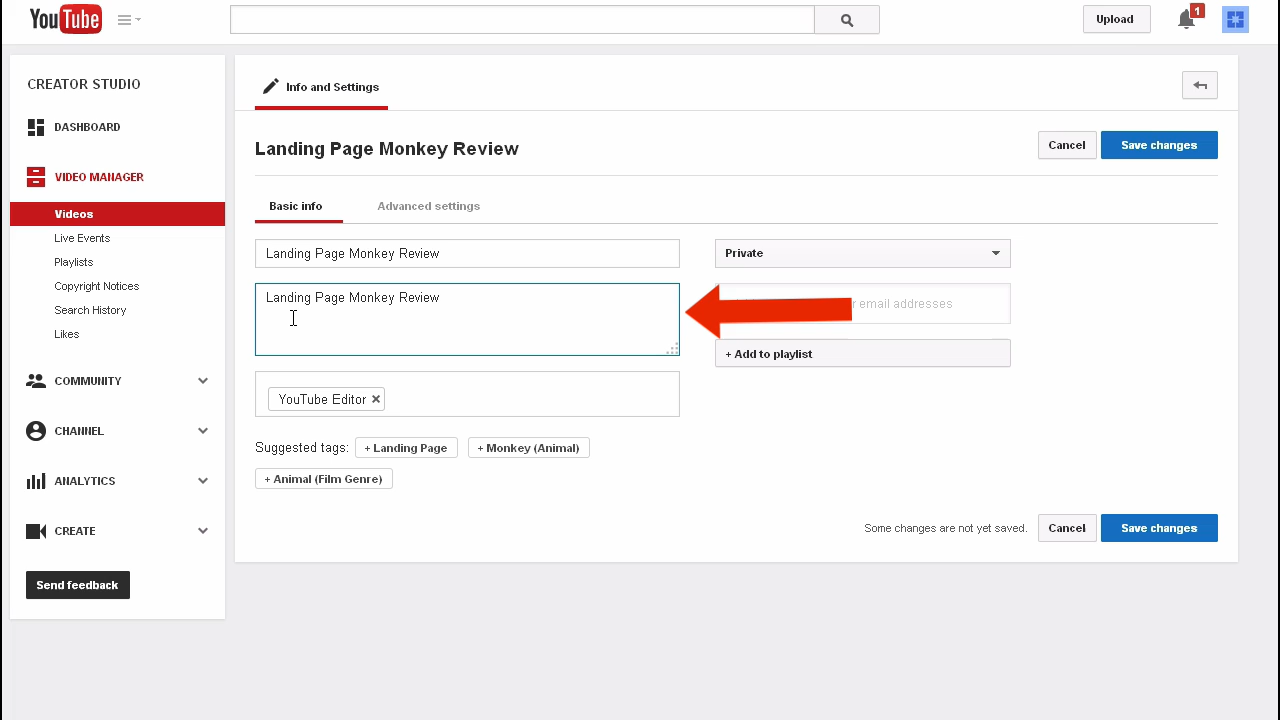 YouTube
Upload
1
CREATOR STUDIO
DASHBOARD
VIDEO MANAGER
Videos
Live Events
Playlists
Copyright Notices
Search History
Likes
COMMUNITY
CHANNEL
ANALYTICS
CREATE
Send feedback
Info and Settings
Landing Page Monkey Review
Cancel
Save changes
Basic info
Advanced settings
Landing Page Monkey Review
Private
Landing Page Monkey Review
email addresses
+ Add to playlist
YouTube Editor ×
Suggested tags: + Landing Page + Monkey (Animal)
+ Animal (Film Genre)
Some changes are not yet saved. Cancel Save changes